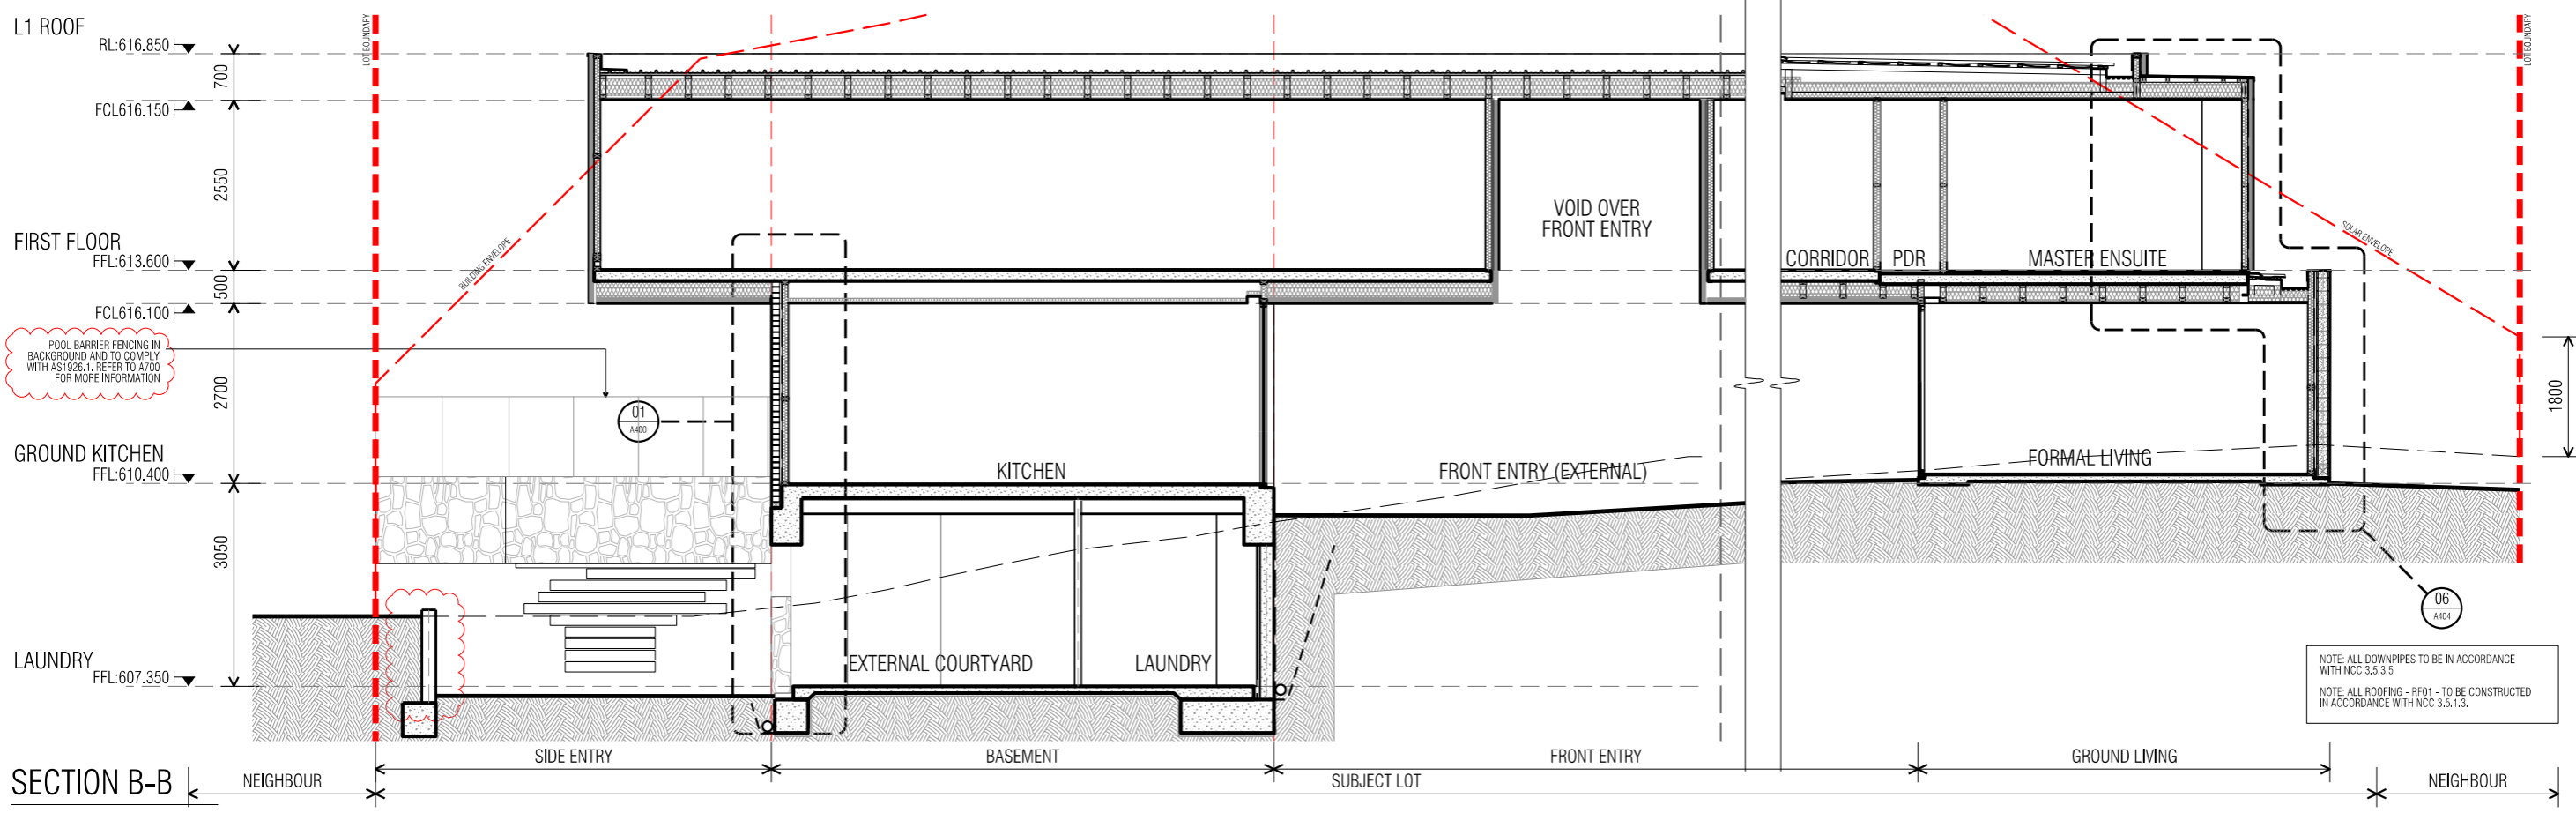 L1 ROOF
RL:616.850
700
FCL616.150
2550
FIRST FLOOR
FFL:613.600
500
FCL616.100
POOL BARRIER FENCING IN
BACKGROUND AND TO COMPLY
WITH AS1926.1. REFER TO A700
FOR MORE INFORMATION
2700
GROUND KITCHEN
FFL:610.400
3050
LAUNDRY
FFL:607.350
LOT BOUNDARY
BUILDING ENVELOPE
01
A400
VOID OVER
FRONT ENTRY
CORRIDOR
PDR
MASTER ENSUITE
SOLAR ENVELOPE
LOT BOUNDARY
1800
KITCHEN
FRONT ENTRY (EXTERNAL)
FORMAL LIVING
EXTERNAL COURTYARD
LAUNDRY
06
A404
NOTE: ALL DOWNPIPES TO BE IN ACCORDANCE
WITH NCC 3.5.3.5
NOTE: ALL ROOFING - RF01 - TO BE CONSTRUCTED
IN ACCORDANCE WITH NCC 3.5.1.3.
SIDE ENTRY
BASEMENT
FRONT ENTRY
GROUND LIVING
SECTION B-B
NEIGHBOUR
SUBJECT LOT
NEIGHBOUR